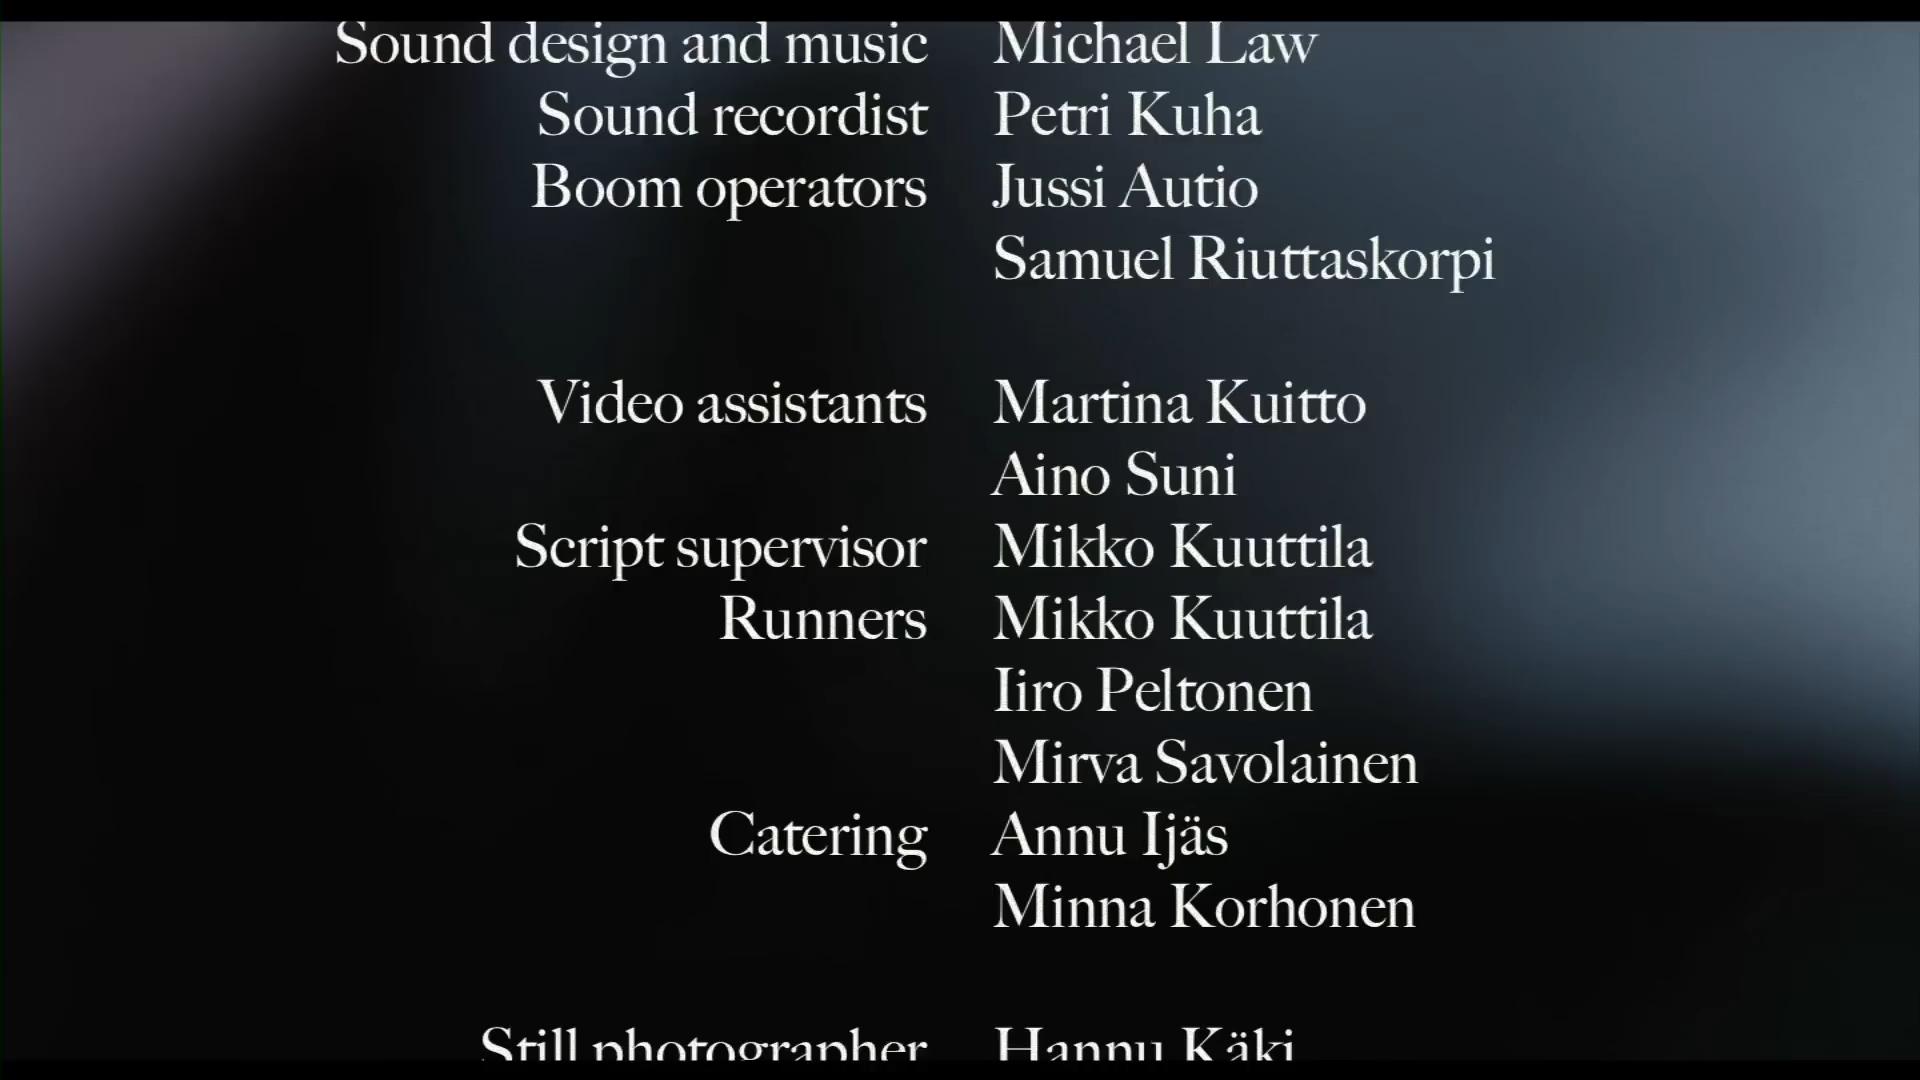 Sound design and music Michael Law
Sound recordist Petri Kuha
Boom operators Jussi Autio
Samuel Riuttaskorpi
Video assistants Martina Kuitto
Aino Suni
Script supervisor Mikko Kuuttila
Runners Mikko Kuuttila
Iiro Peltonen
Mirva Savolainen
Catering Annu Ijäs
Minna Korhonen
Still photographer Hannu Käki